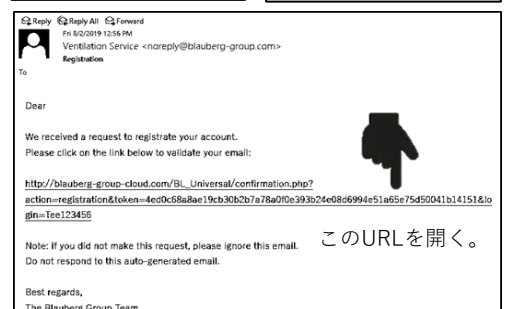 Reply Reply All Forward
Fri 8/2/2019 12:56 PM
Ventilation Service <noreply@blauberg-group.com>
Registration
To
Dear
We received a request to registrate your account.
Please click on the link below to validate your email:
http://blauberg-group-cloud.com/BL_Universal/confirmation.php?
action=registration&token=4ed0c68a8ae19cb30b2b7a78a0f0e393b24e08d6994e51a65e75d50041b14151&lo
gin=Tee123456
このURLを開く。
Note: if you did not make this request, please ignore this email.
Do not respond to this auto-generated email.
Best regards,
The Blauberg Group Team